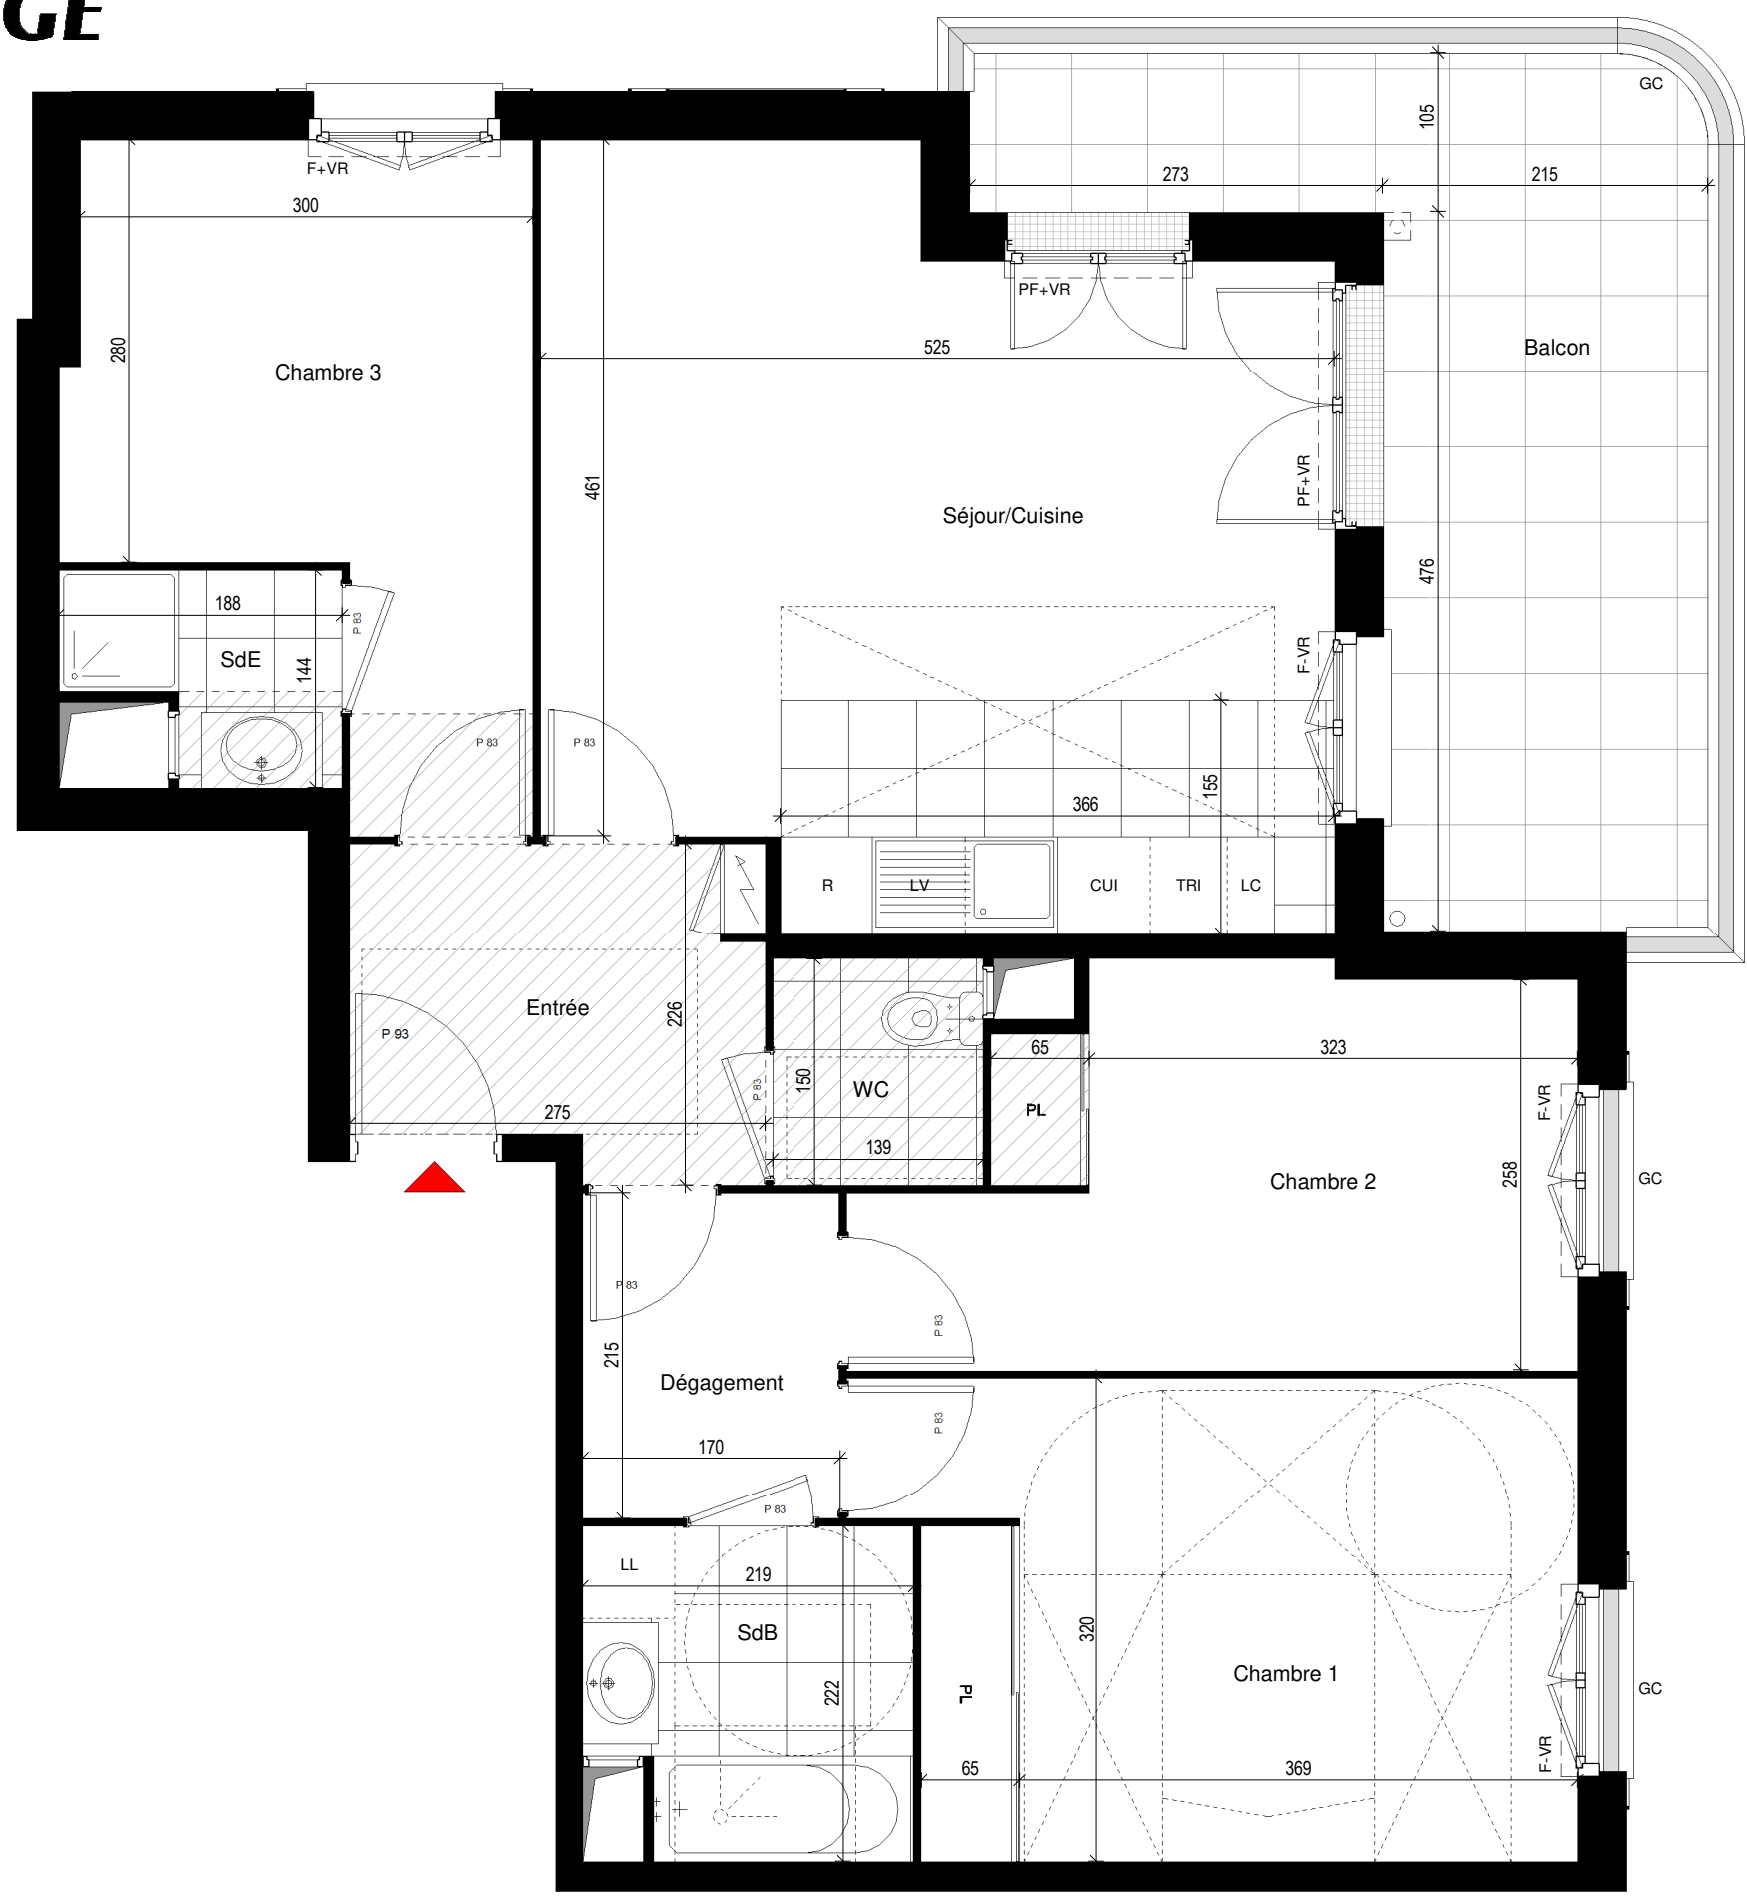 GE
GC
105
273
215
F+VR
300
PF+VR
280
525
Balcon
Chambre 3
461
PF+VR
Séjour/Cuisine
476
188
P 83
SdE
144
F-VR
P 83
P 83
155
366
R
LV
CUI
TRI
LC
Entrée
226
P 93
65
323
150
WC
P 83
PL
F-VR
275
139
Chambre 2
258
GC
P 83
P 83
215
Dégagement
P 83
170
P 83
LL
219
SdB
320
Chambre 1
222
PL
GC
F-VR
65
369